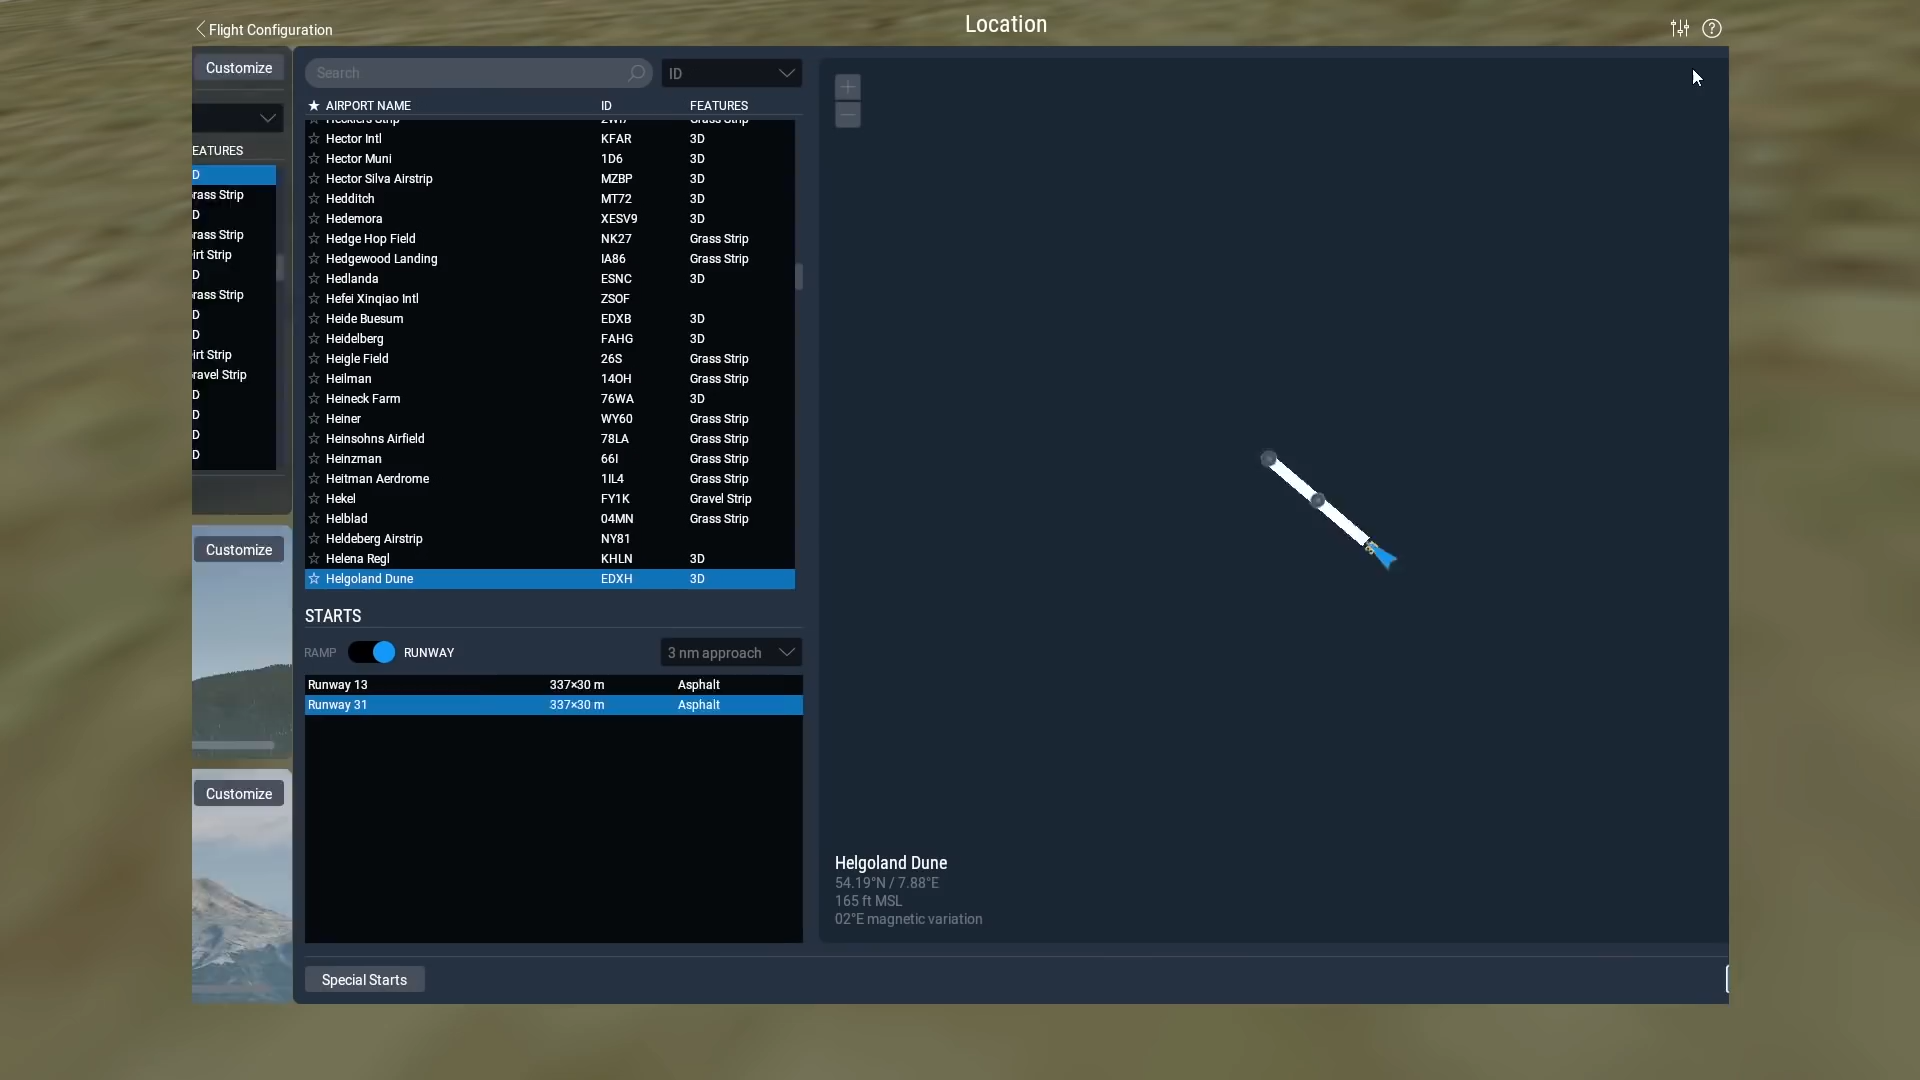 Flight Configuration
Location
Customize
EATURES
D
rass Strip
D
rass Strip
irt Strip
D
rass Strip
D
D
irt Strip
ravel Strip
D
D
D
D
Customize
Customize
Search
ID
AIRPORT NAME ID FEATURES
Hector Intl KFAR 3D
Hector Muni 1D6 3D
Hector Silva Airstrip MZBP 3D
Hedditch MT72 3D
Hedemora XESV9 3D
Hedge Hop Field NK27 Grass Strip
Hedgewood Landing IA86 Grass Strip
Hedlanda ESNC 3D
Hefei Xinqiao Intl ZSOF
Heide Buesum EDXB 3D
Heidelberg FAHG 3D
Heigle Field 26S Grass Strip
Heilman 14OH Grass Strip
Heineck Farm 76WA 3D
Heiner WY60 Grass Strip
Heinsohns Airfield 78LA Grass Strip
Heinzman 66I Grass Strip
Heitman Aerdrome 1IL4 Grass Strip
Hekel FY1K Gravel Strip
Helblad 04MN Grass Strip
Heldeberg Airstrip NY81
Helena Regl KHLN 3D
Helgoland Dune EDXH 3D
STARTS
RAMP RUNWAY 3 nm approach
Runway 13 337×30 m Asphalt
Runway 31 337×30 m Asphalt
Special Starts
Helgoland Dune
54.19°N / 7.88°E
165 ft MSL
02°E magnetic variation